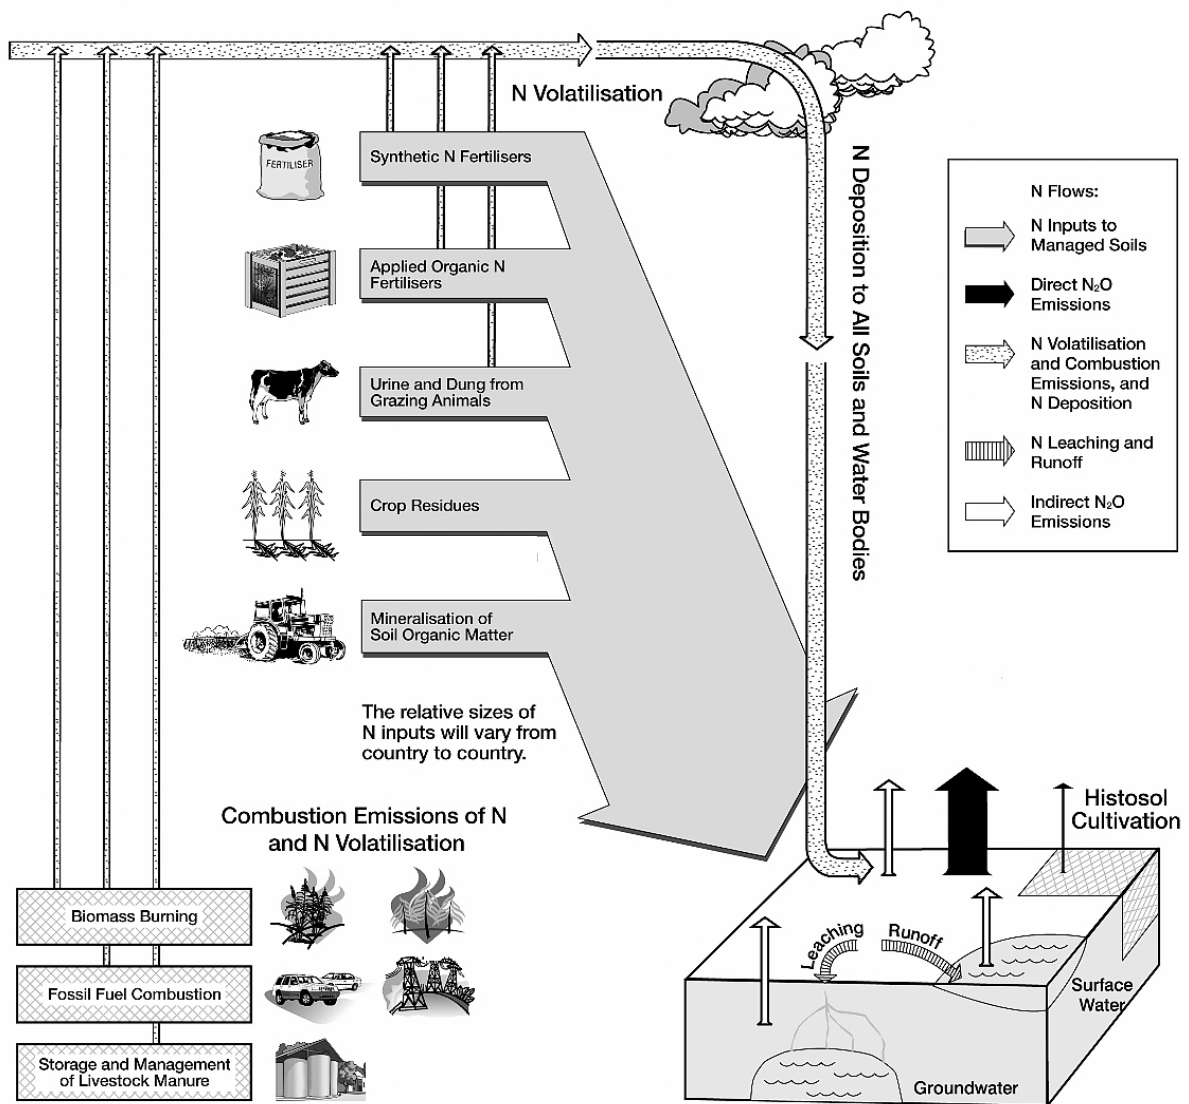 N Volatilisation
FERTILISER
Synthetic N Fertilisers
Applied Organic N
Fertilisers
Urine and Dung from
Grazing Animals
Crop Residues
Mineralisation of
Soil Organic Matter
The relative sizes of
N inputs will vary from
country to country.
N Deposition to All Soils and Water Bodies
N Flows:
N Inputs to
Managed Soils
Direct N₂O
Emissions
N Volatilisation
and Combustion
Emissions, and
N Deposition
N Leaching and
Runoff
Indirect N₂O
Emissions
Combustion Emissions of N
and N Volatilisation
Biomass Burning
Fossil Fuel Combustion
Storage and Management
of Livestock Manure
Histosol
Cultivation
Leaching
Runoff
Surface
Water
Groundwater